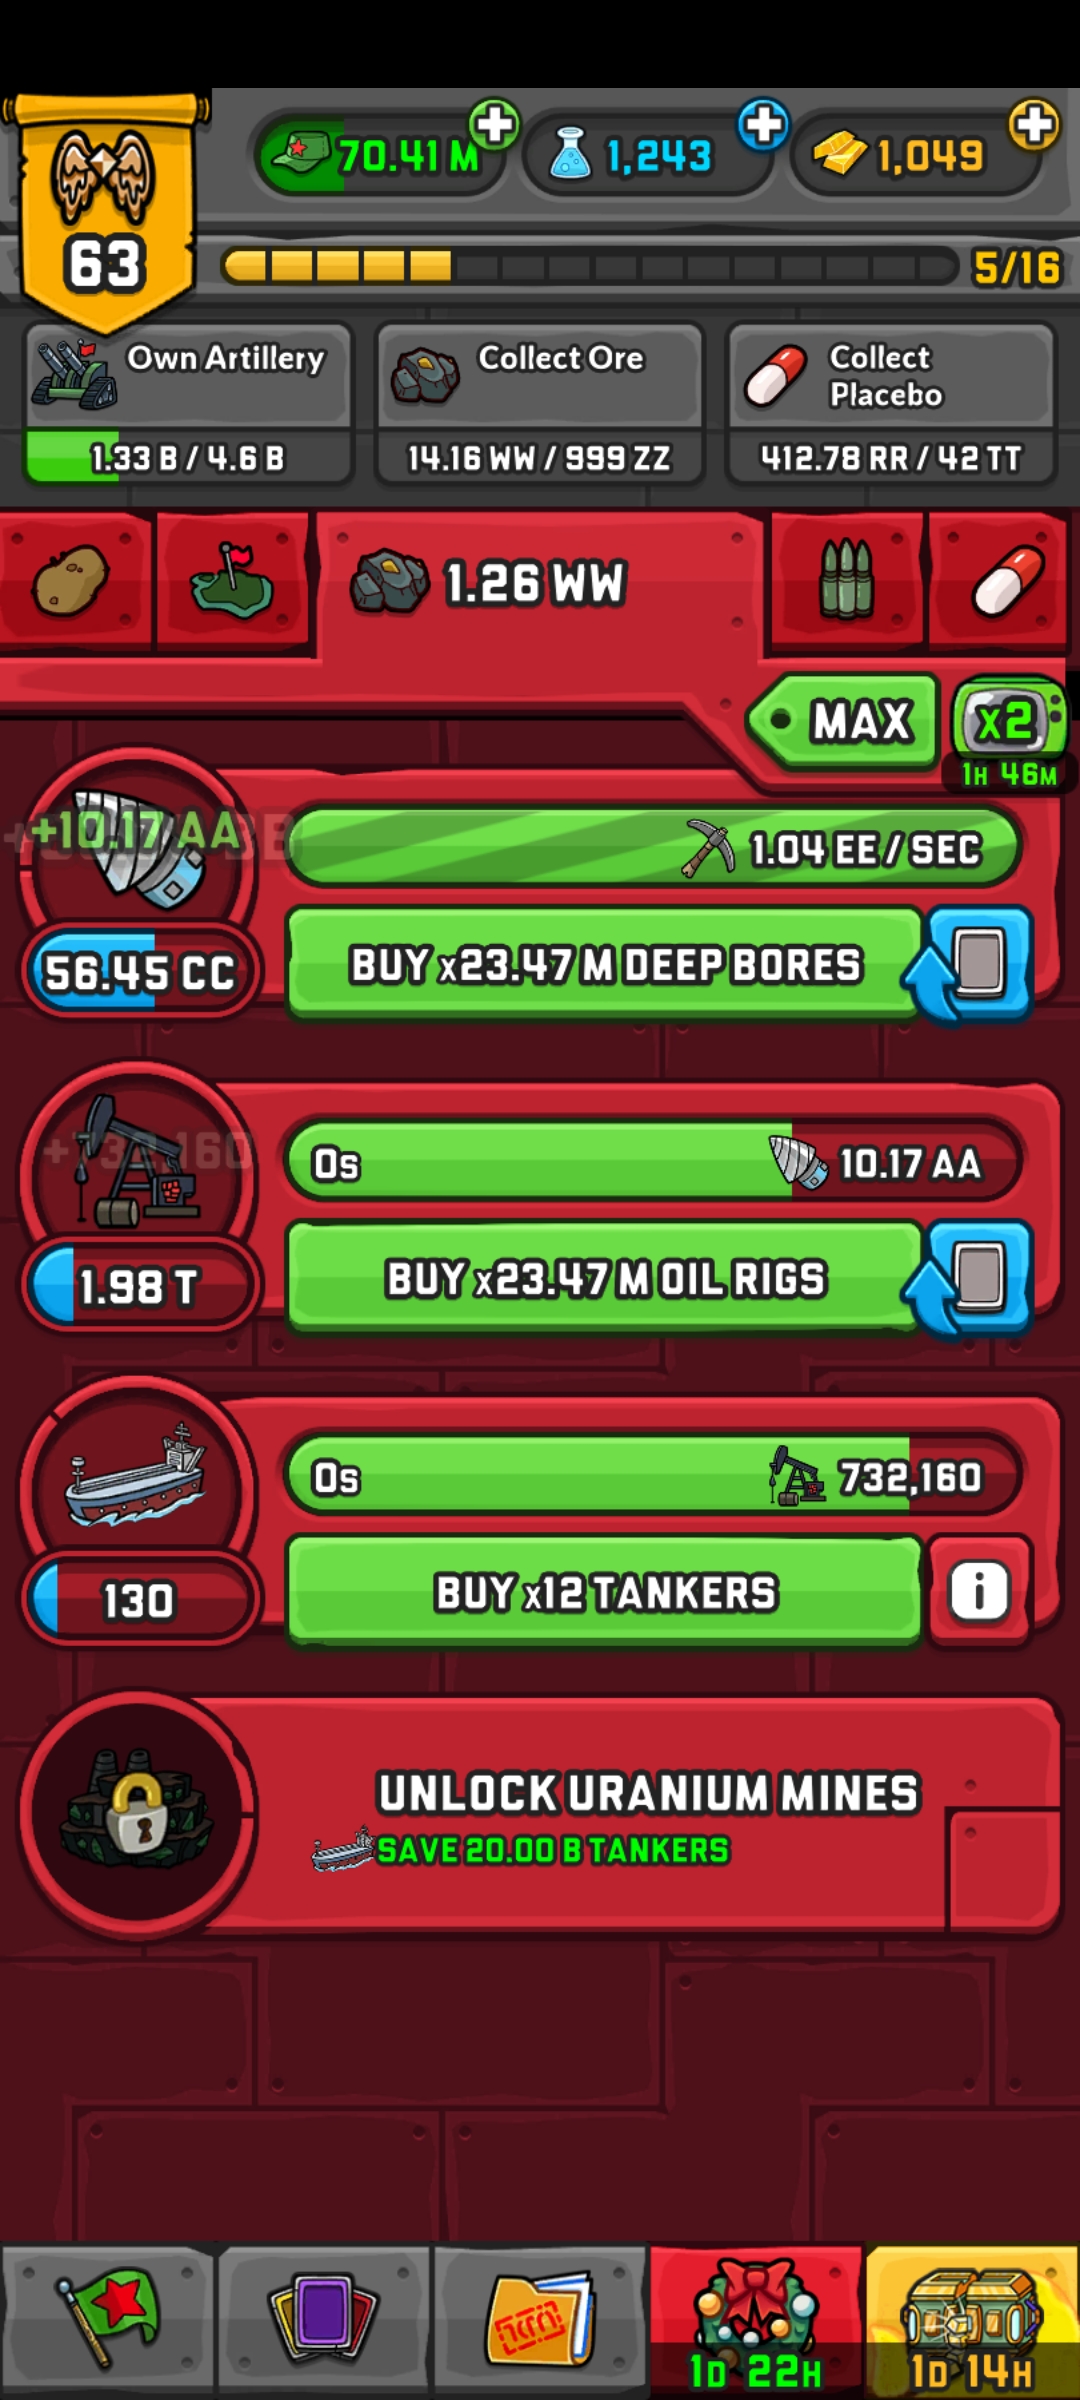 70.41 M
1,243
1,049
63
5/16
Own Artillery
1.33 B / 4.6 B
Collect Ore
14.16 WW / 999 ZZ
Collect
Placebo
412.78 RR / 42 TT
1.26 WW
MAX
x2
1H 46M
+10.17 AA
1.04 EE / SEC
56.45 CC
BUY x23.47 M DEEP BORES
+732,160
0s
10.17 AA
1.98 T
BUY x23.47 M OIL RIGS
0s
732,160
130
BUY x12 TANKERS
i
UNLOCK URANIUM MINES
SAVE 20.00 B TANKERS
1D 22H
1D 14H